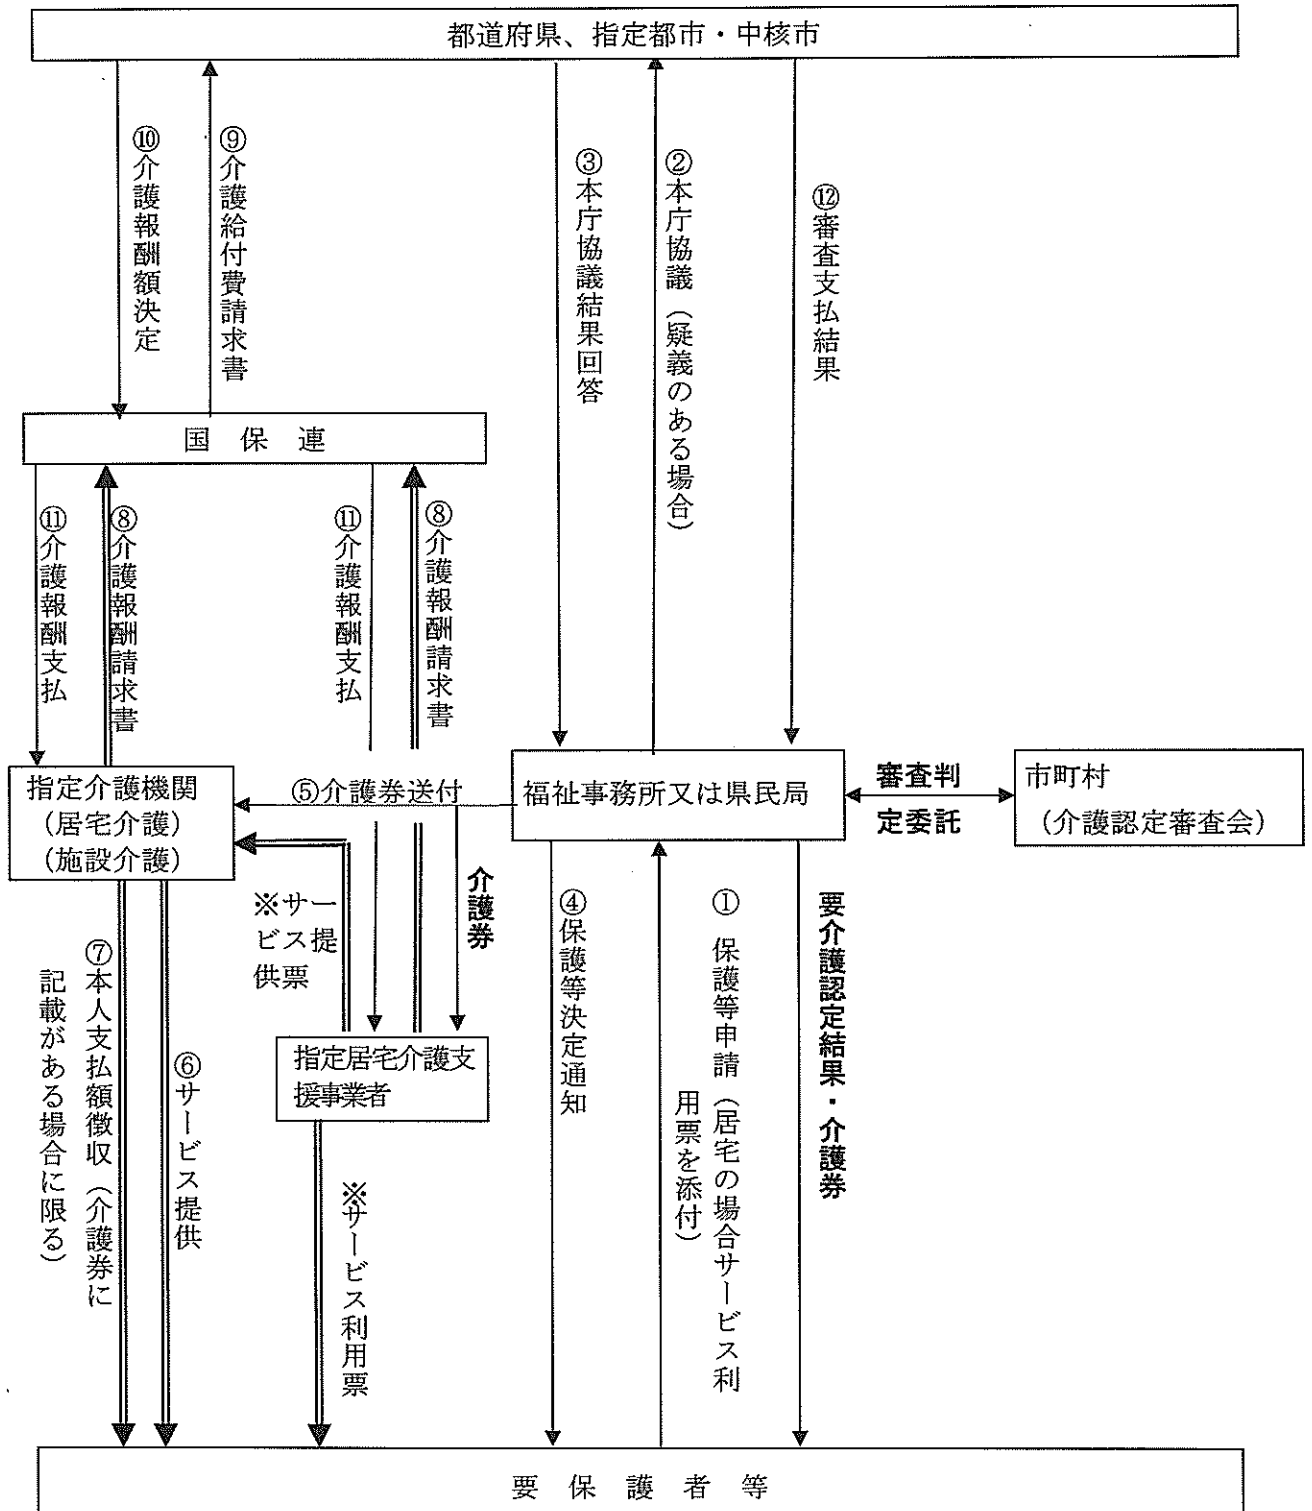 都道府県、指定都市・中核市
⑩介護報酬額決定
⑨介護給付費請求書
③本庁協議結果回答
②本庁協議（疑義のある場合）
⑫審査支払結果
国 保 連
⑪介護報酬支払
⑧介護報酬請求書
⑪介護報酬支払
⑧介護報酬請求書
指定介護機関
（居宅介護）
（施設介護）
⑤介護券送付
福祉事務所又は県民局
審査判
定委託
市町村
（介護認定審査会）
※サー
ビス提
供票
介護券
④保護等決定通知
① 保護等申請（居宅の場合サービス利
用票を添付）
要介護認定結果・介護券
指定居宅介護支
援事業者
⑦本人支払額徴収（介護券に
記載がある場合に限る）
⑥サービス提供
※サービス利用票
要 保 護 者 等